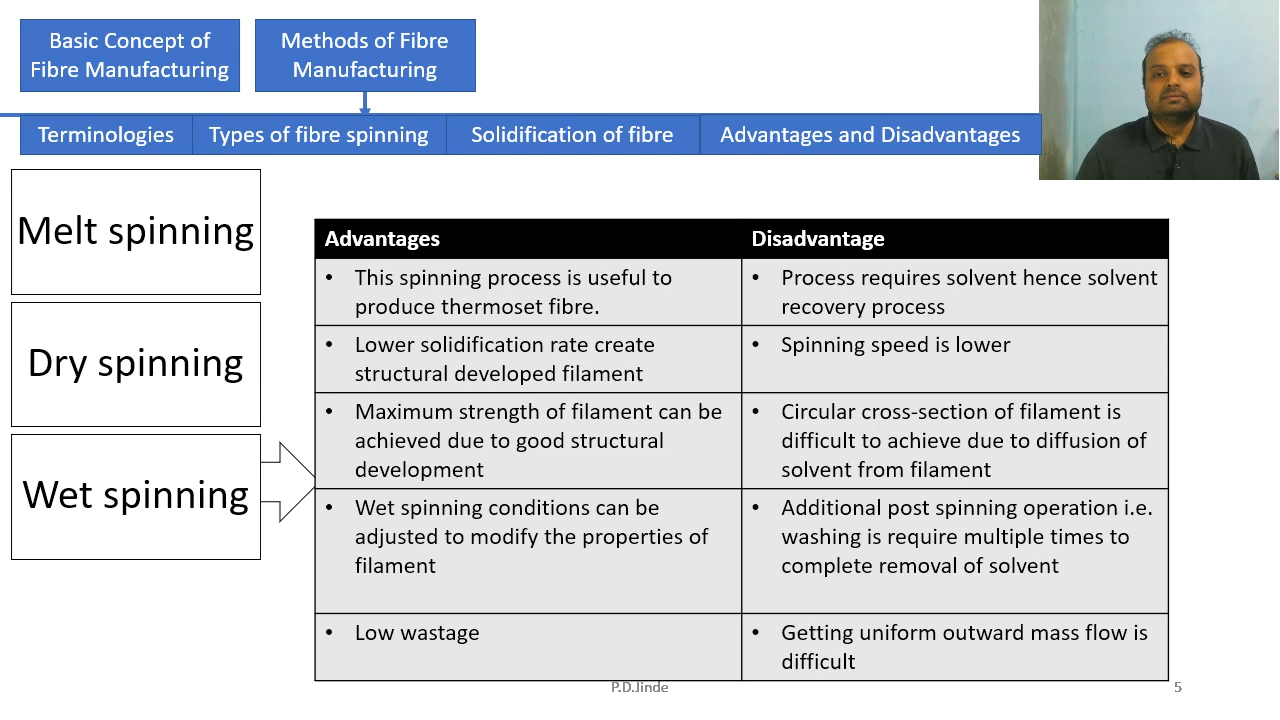 Basic Concept of
Fibre Manufacturing
Methods of Fibre
Manufacturing
Terminologies
Types of fibre spinning
Solidification of fibre
Advantages and Disadvantages
Melt spinning
Dry spinning
Wet spinning
Advantages
Disadvantage
• This spinning process is useful to
produce thermoset fibre.
• Process requires solvent hence solvent
recovery process
• Lower solidification rate create
structural developed filament
• Spinning speed is lower
• Maximum strength of filament can be
achieved due to good structural
development
• Circular cross-section of filament is
difficult to achieve due to diffusion of
solvent from filament
• Wet spinning conditions can be
adjusted to modify the properties of
filament
• Additional post spinning operation i.e.
washing is require multiple times to
complete removal of solvent
• Low wastage
• Getting uniform outward mass flow is
difficult
P.D.Jinde
5